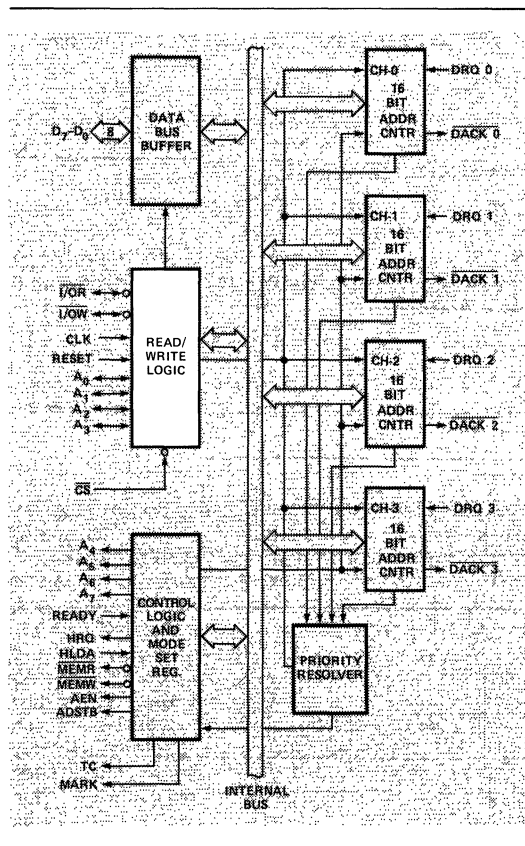 D7-D0
8
DATA
BUS
BUFFER
I/OR
I/OW
CLK
RESET
A0
A1
A2
A3
READ/
WRITE
LOGIC
CS
A4
A5
A6
A7
READY
HRQ
HLDA
MEMR
MEMW
AEN
ADSTB
CONTROL
LOGIC
AND
MODE
SET
REG.
TC
MARK
INTERNAL
BUS
CH-0
16
BIT
ADDR
CNTR
DRQ 0
DACK 0
CH-1
16
BIT
ADDR
CNTR
DRQ 1
DACK 1
CH-2
16
BIT
ADDR
CNTR
DRQ 2
DACK 2
CH-3
16
BIT
ADDR
CNTR
DRQ 3
DACK 3
PRIORITY
RESOLVER